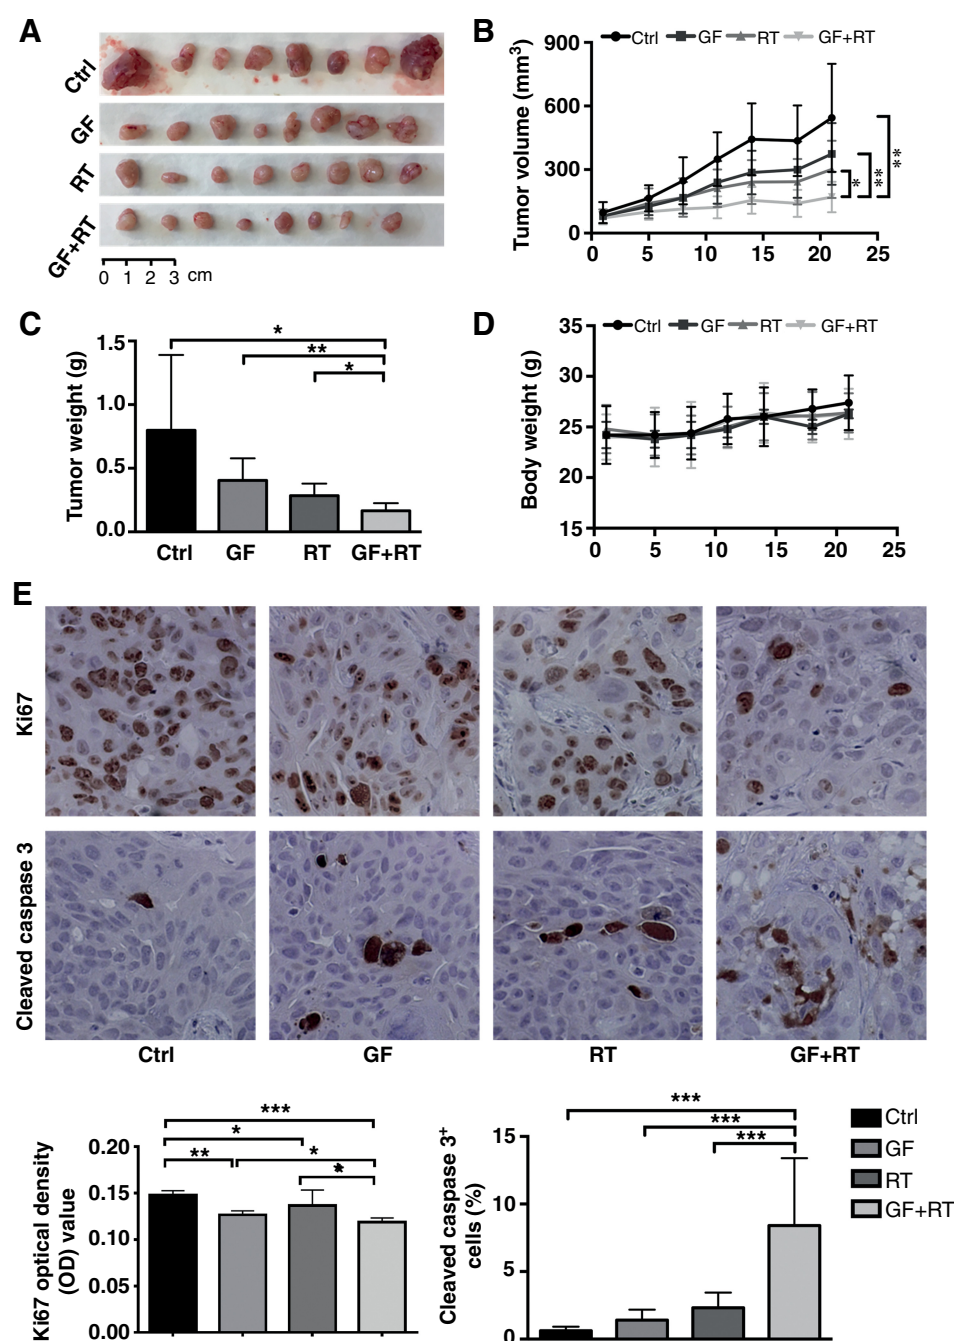 A
Ctrl
GF
RT
GF+RT
0 1 2 3 cm
B
Ctrl GF RT GF+RT
Tumor volume (mm³)
900
600
300
0
0 5 10 15 20 25
*
**
**
C
Tumor weight (g)
1.5
1.0
0.5
0.0
*
**
*
Ctrl GF RT GF+RT
D
Ctrl GF RT GF+RT
Body weight (g)
35
30
25
20
15
0 5 10 15 20 25
E
Ki67
Cleaved caspase 3
Ctrl GF RT GF+RT
Ki67 optical density
(OD) value
0.20
0.15
0.10
0.05
0.00
***
*
** *
*
Cleaved caspase 3⁺
cells (%)
15
10
5
0
***
***
***
Ctrl
GF
RT
GF+RT